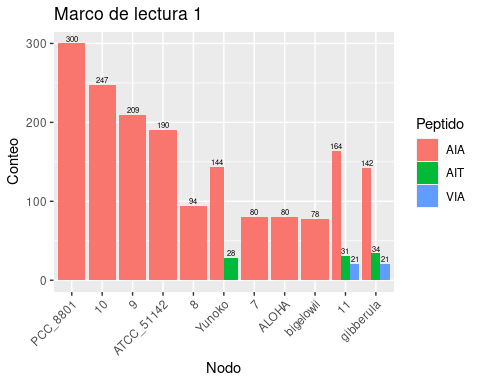 Marco de lectura 1
Conteo
300
200
100
0
300
247
209
190
94
144
28
80
80
78
164
31
21
142
34
21
PCC_8801
10
9
ATCC_51142
8
Yunoko
7
ALOHA
bigelowii
11
gibberula
Nodo
Peptido
AIA
AIT
VIA